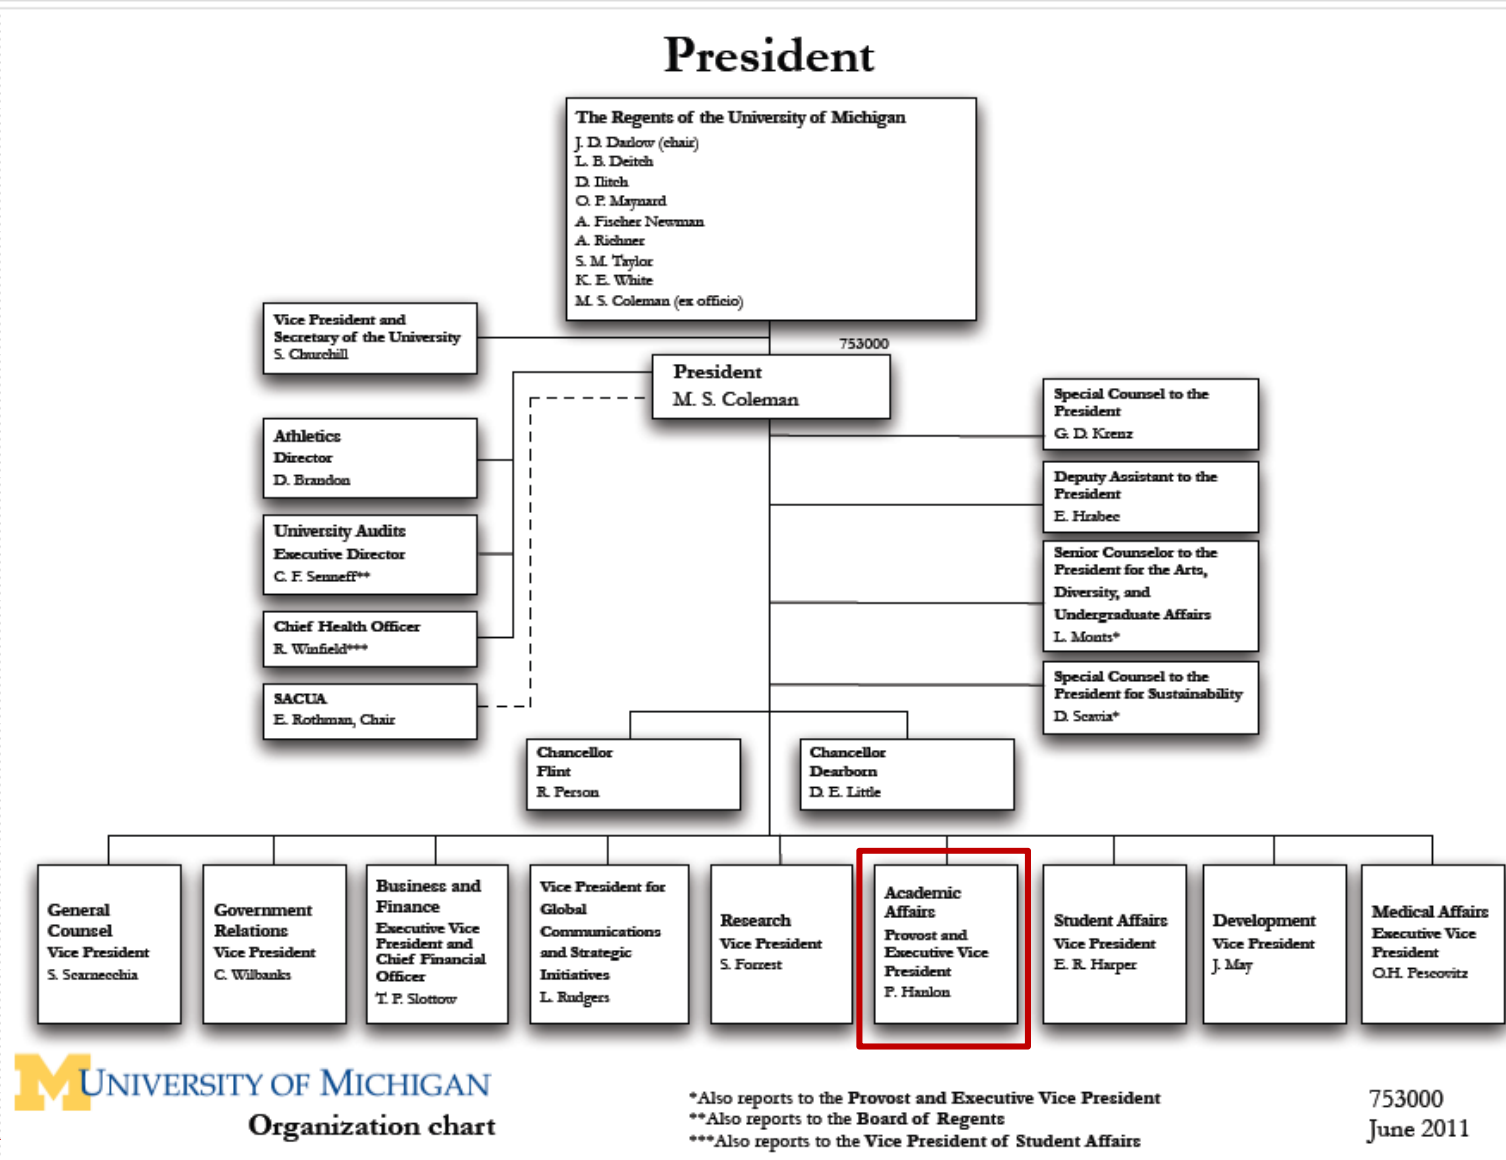 President
The Regents of the University of Michigan
J. D. Darlow (chair)
L. B. Deitch
D. Ilitch
O. P. Maynard
A. Fischer Newman
A. Richner
S. M. Taylor
K. E. White
M. S. Coleman (ex officio)
Vice President and
Secretary of the University
S. Churchill
753000
President
M. S. Coleman
Athletics
Director
D. Brandon
University Audits
Executive Director
C. F. Senneff**
Chief Health Officer
R. Winfield***
SACUA
E. Rothman, Chair
Special Counsel to the
President
G. D. Krenz
Deputy Assistant to the
President
E. Hrabec
Senior Counselor to the
President for the Arts,
Diversity, and
Undergraduate Affairs
L. Monts*
Special Counsel to the
President for Sustainability
D. Scavia*
Chancellor
Flint
R. Person
Chancellor
Dearborn
D. E. Little
General
Counsel
Vice President
S. Scarnecchia
Government
Relations
Vice President
C. Wilbanks
Business and
Finance
Executive Vice
President and
Chief Financial
Officer
T. P. Slottow
Vice President for
Global
Communications
and Strategic
Initiatives
L. Rudgers
Research
Vice President
S. Forrest
Academic
Affairs
Provost and
Executive Vice
President
P. Hanlon
Student Affairs
Vice President
E. R. Harper
Development
Vice President
J. May
Medical Affairs
Executive Vice
President
O.H. Pescovitz
M UNIVERSITY OF MICHIGAN
Organization chart
*Also reports to the Provost and Executive Vice President
**Also reports to the Board of Regents
***Also reports to the Vice President of Student Affairs
753000
June 2011